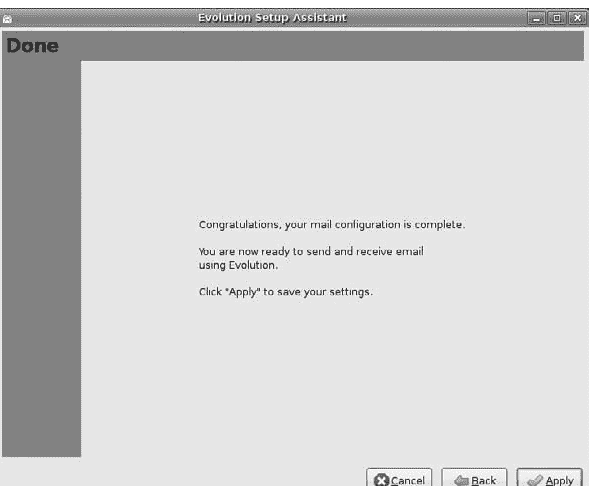 Evolution Setup Assistant
Done
Congratulations, your mail configuration is complete.
You are now ready to send and receive email
using Evolution.
Click "Apply" to save your settings.
Cancel
Back
Apply